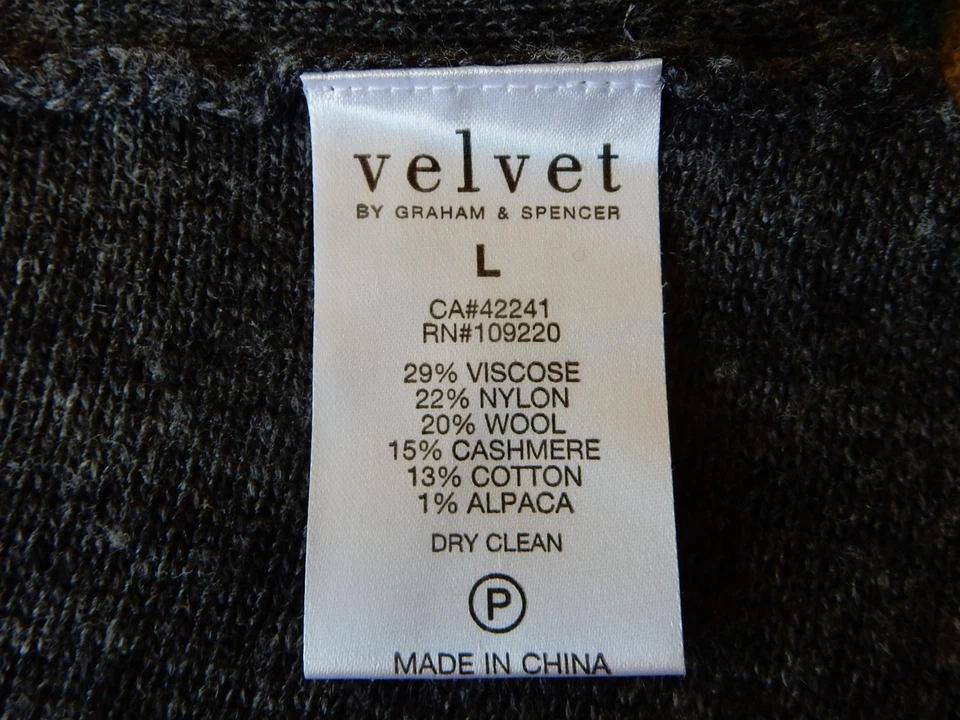 velvet
BY GRAHAM & SPENCER
L
CA#42241
RN#109220
29% VISCOSE
22% NYLON
20% WOOL
15% CASHMERE
13% COTTON
1% ALPACA
DRY CLEAN
P
MADE IN CHINA